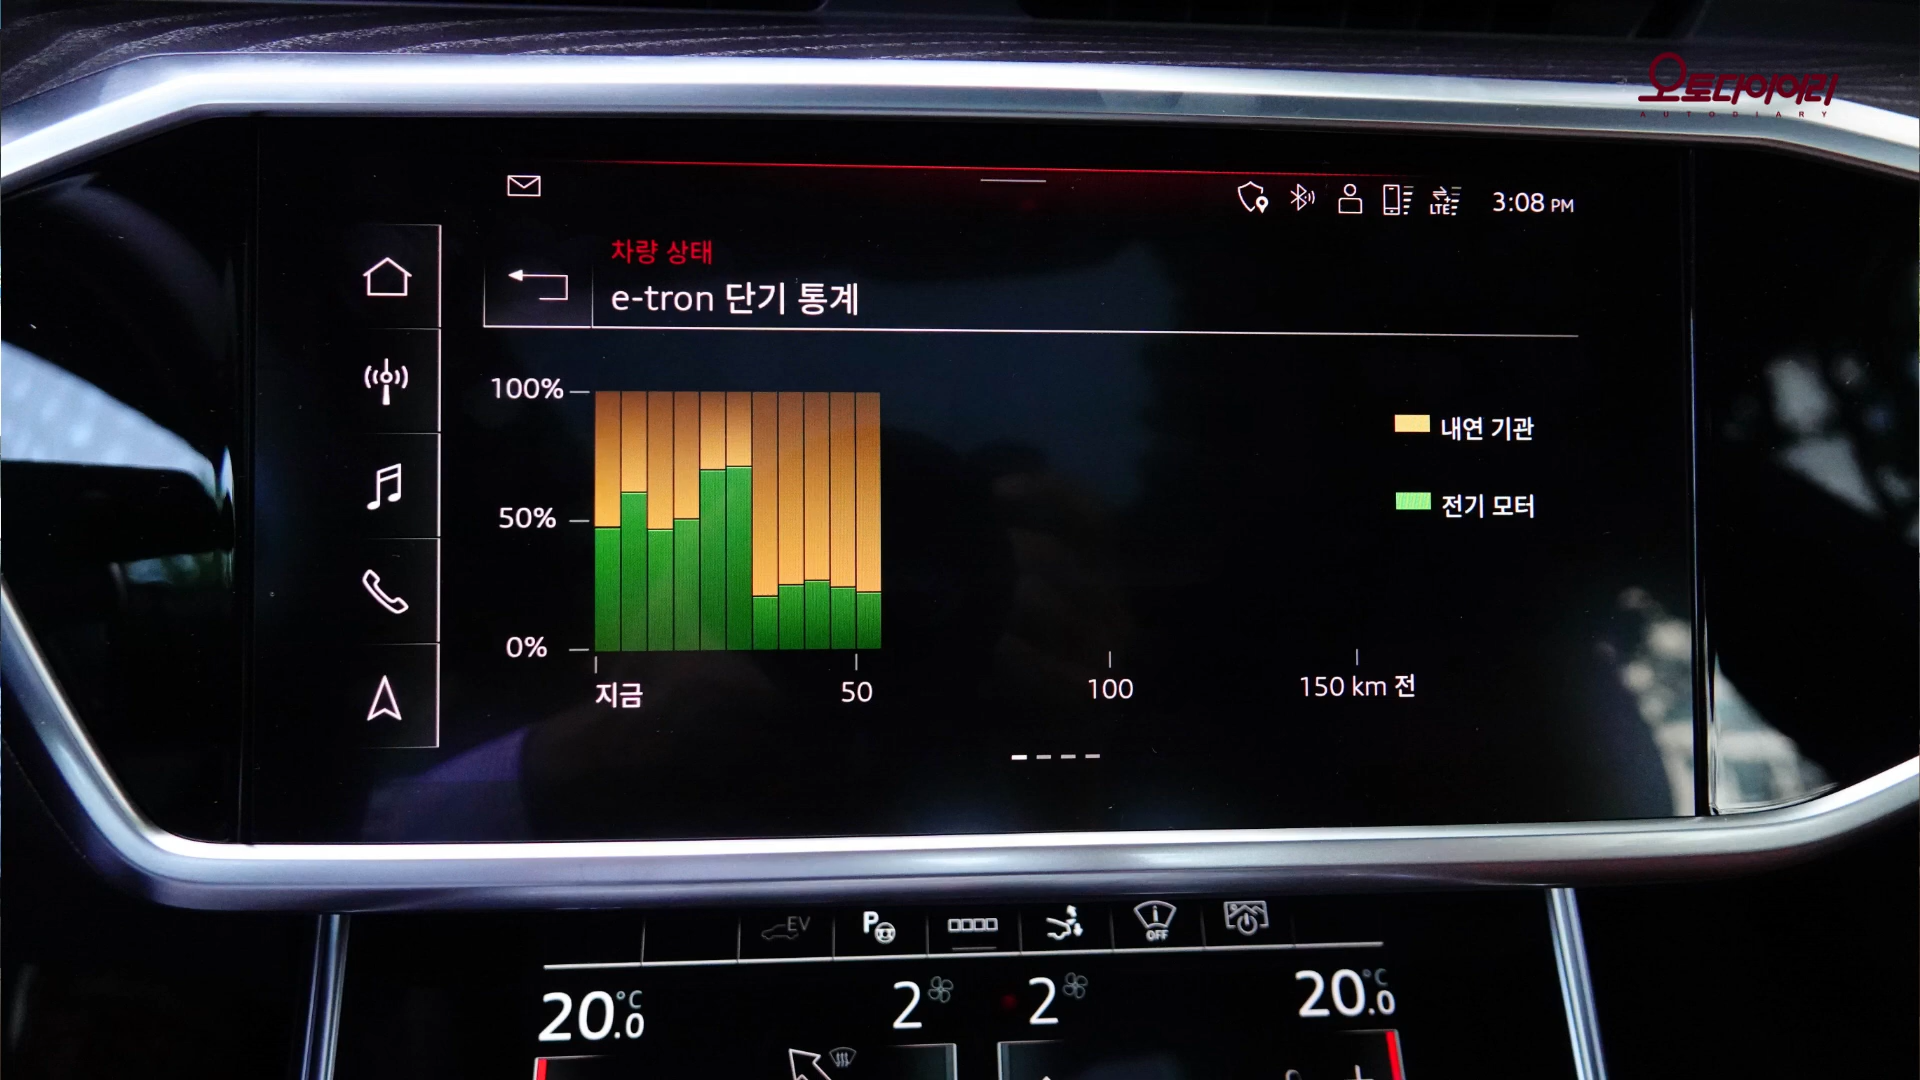 오토다이어리
AUTODIARY
LTE 3:08 PM
차량 상태
e-tron 단기 통계
100%
50%
0%
내연 기관
전기 모터
지금 50 100 150 km 전
EV P OFF
20.0 °C 2 2 20.0 °C